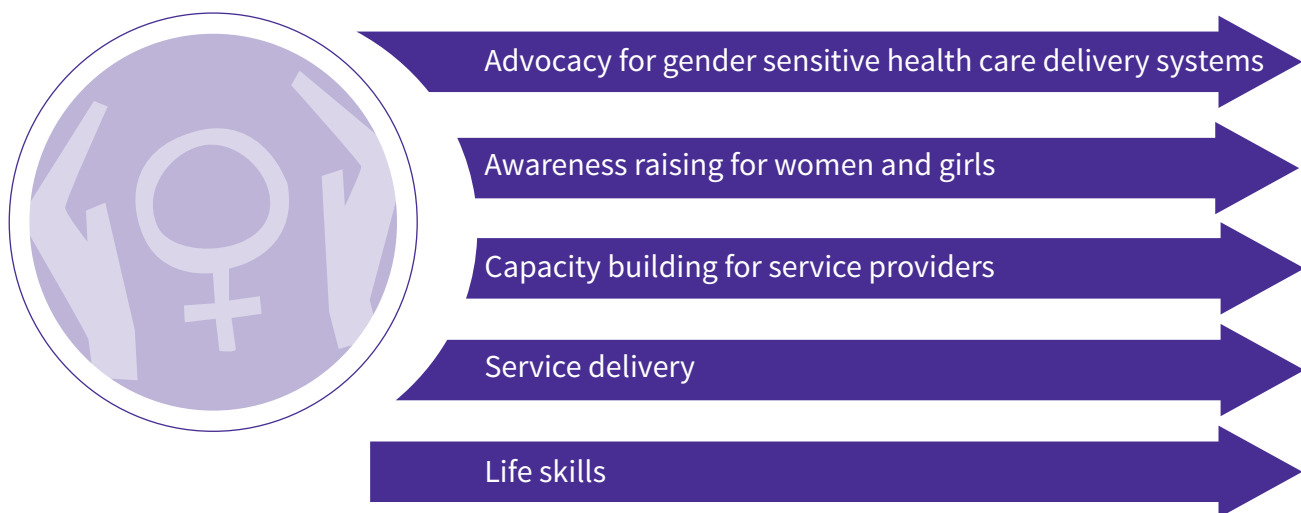 Advocacy for gender sensitive health care delivery systems
Awareness raising for women and girls
Capacity building for service providers
Service delivery
Life skills